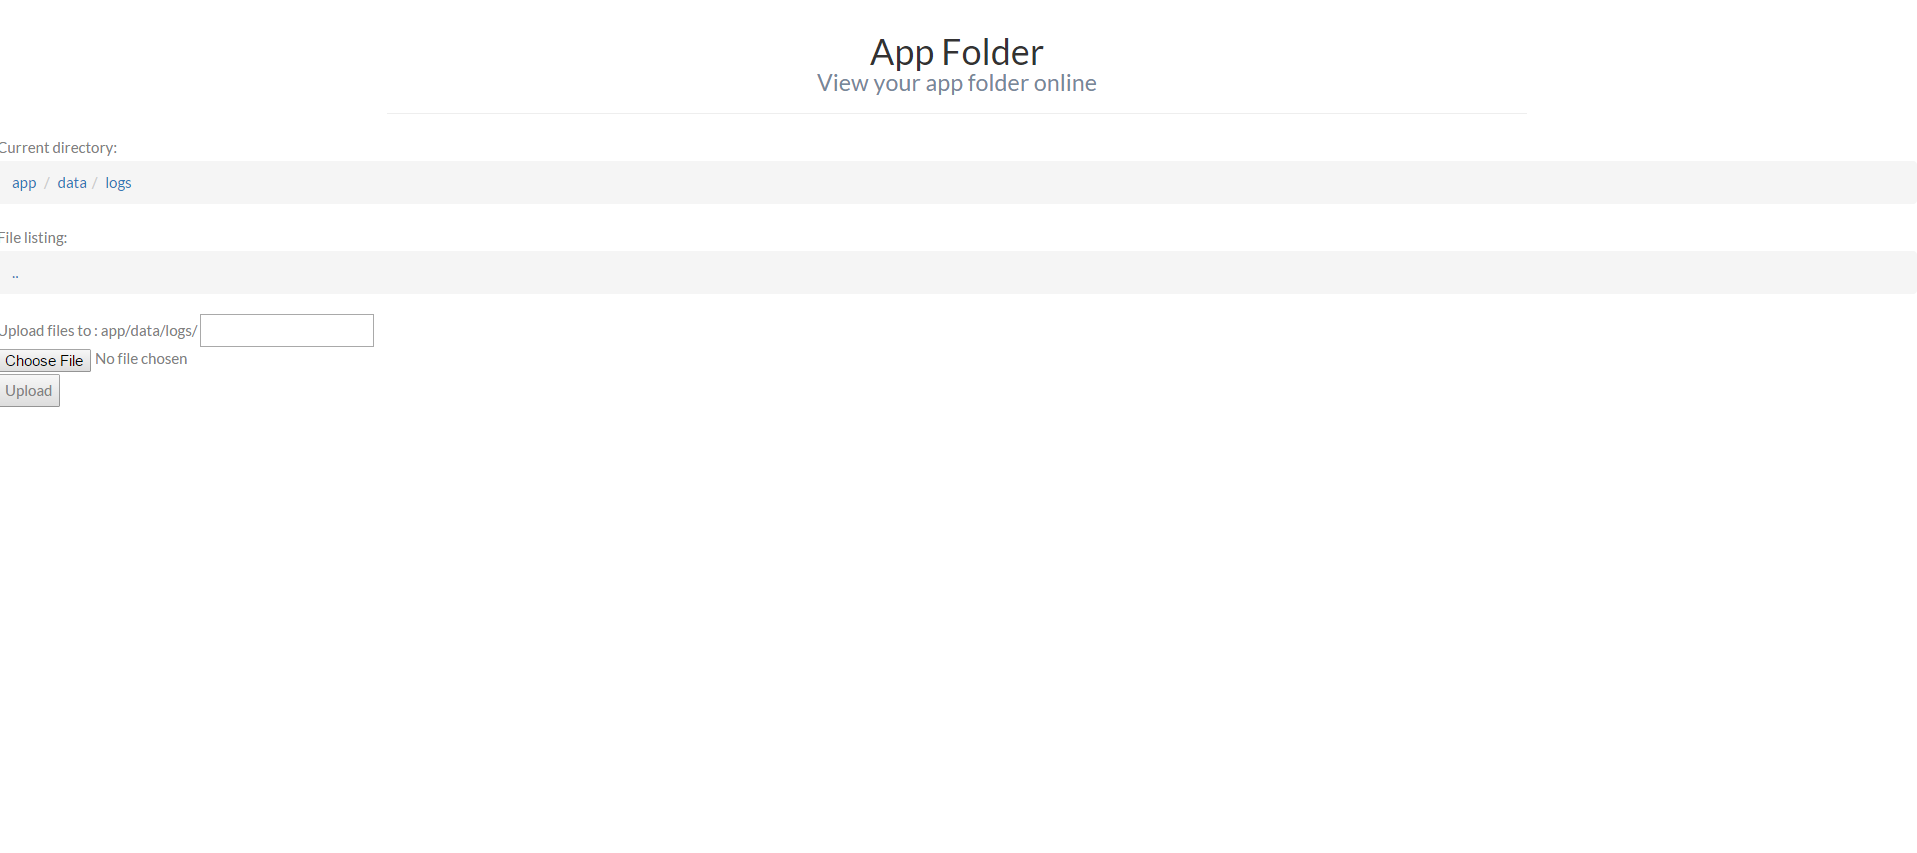 App Folder
View your app folder online
Current directory:
app / data / logs
File listing:
..
Upload files to : app/data/logs/
Choose File No file chosen
Upload